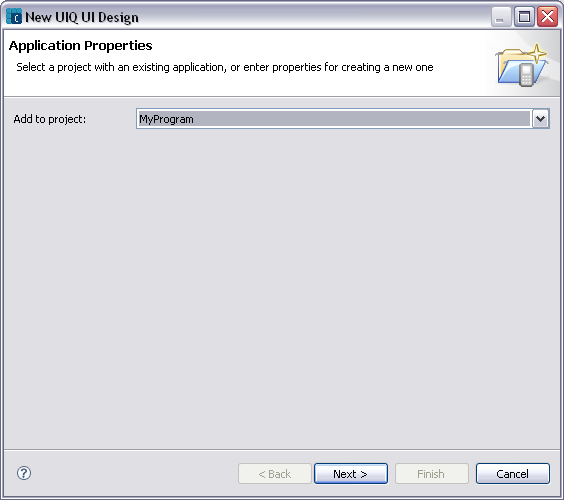 New UIQ UI Design
Application Properties
Select a project with an existing application, or enter properties for creating a new one
Add to project:
MyProgram
? < Back Next > Finish Cancel